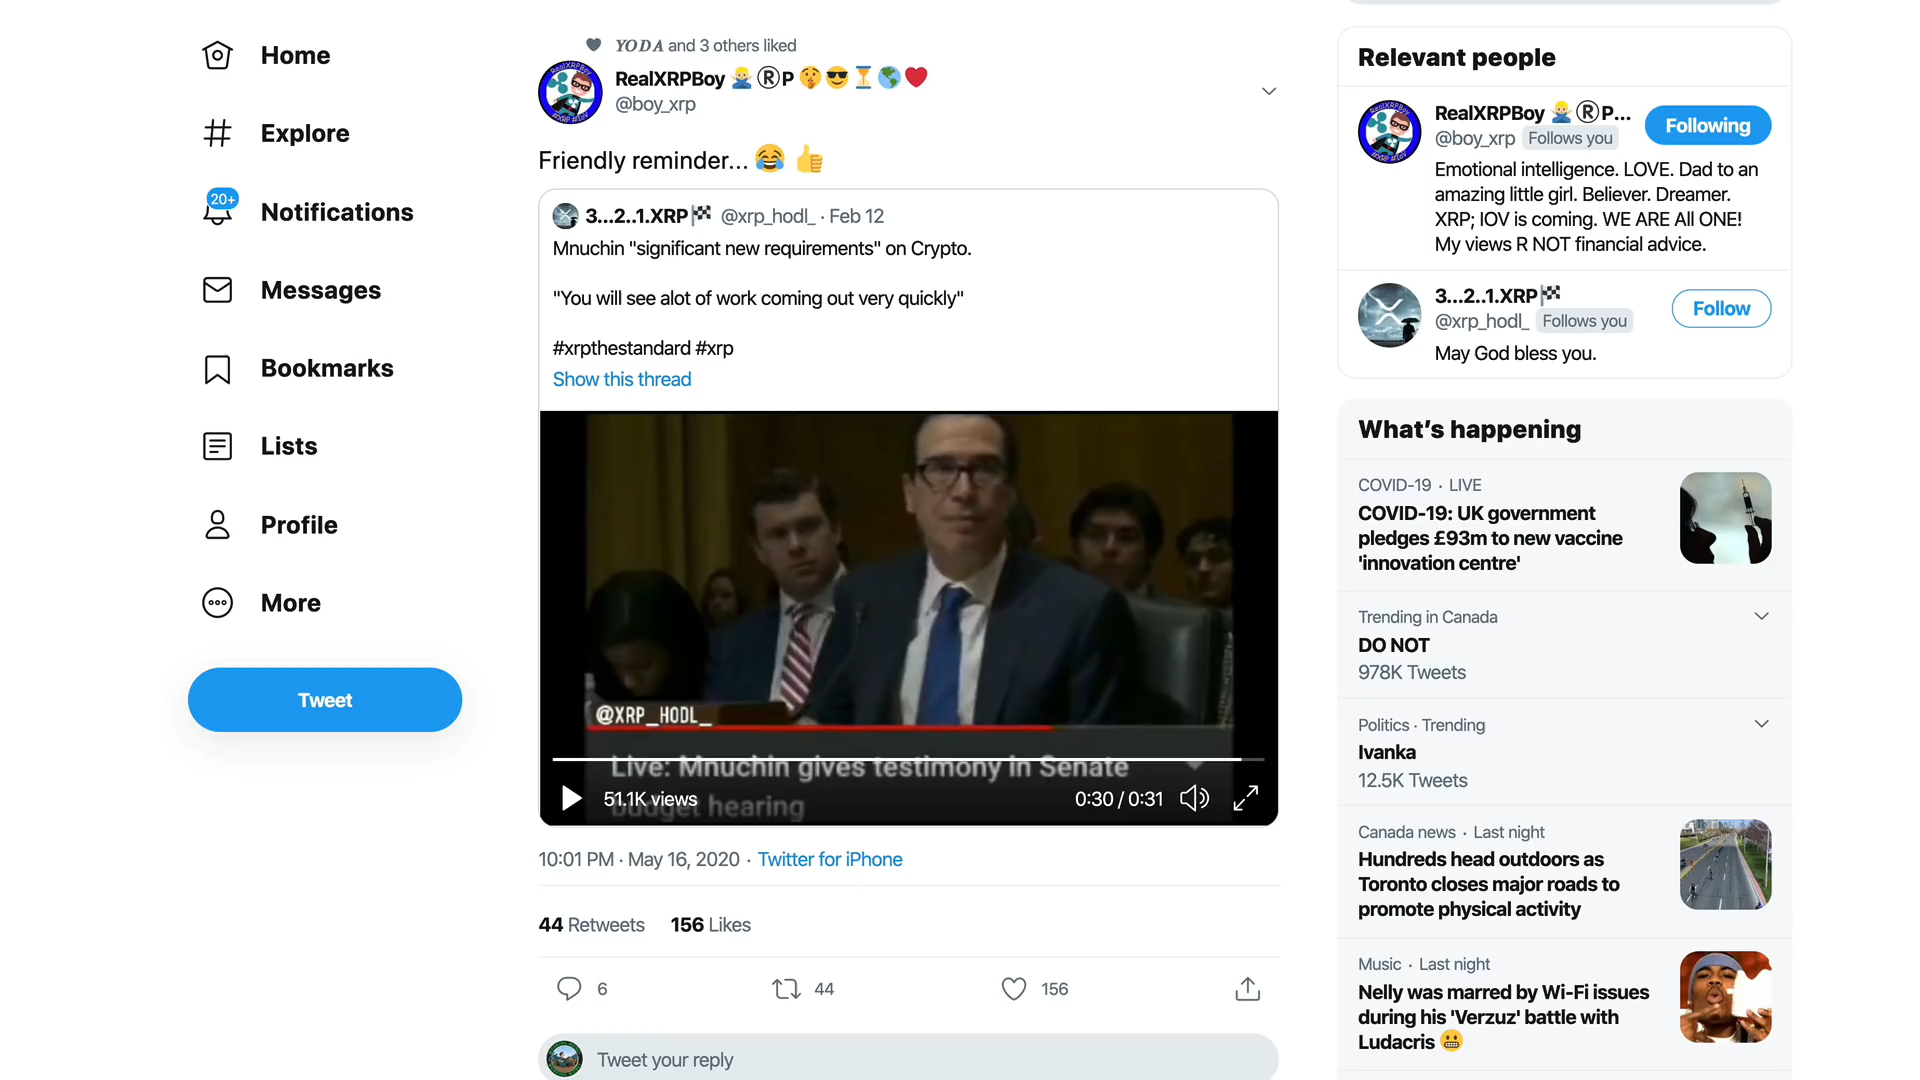 Home
Explore
20+
Notifications
Messages
Bookmarks
Lists
Profile
More
Tweet
YODA and 3 others liked
RealXRPBoy 🙅🏼‍♂️ ®P 🤫😎⏳🌎❤️
@boy_xrp
Friendly reminder... 😂 👍
3...2..1.XRP🏁 @xrp_hodl_ · Feb 12
Mnuchin "significant new requirements" on Crypto.
"You will see alot of work coming out very quickly"
#xrpthestandard #xrp
Show this thread
@XRP_HODL_
Live: Mnuchin gives testimony in Senate
budget hearing
51.1K views
0:30 / 0:31
10:01 PM · May 16, 2020 · Twitter for iPhone
44 Retweets 156 Likes
6
44
156
Tweet your reply
Relevant people
RealXRPBoy 🙅🏼‍♂️ ®P...
Following
@boy_xrp Follows you
Emotional intelligence. LOVE. Dad to an
amazing little girl. Believer. Dreamer.
XRP; IOV is coming. WE ARE All ONE!
My views R NOT financial advice.
3...2..1.XRP🏁
Follow
@xrp_hodl_ Follows you
May God bless you.
What's happening
COVID-19 · LIVE
COVID-19: UK government
pledges £93m to new vaccine
'innovation centre'
Trending in Canada
DO NOT
978K Tweets
Politics · Trending
Ivanka
12.5K Tweets
Canada news · Last night
Hundreds head outdoors as
Toronto closes major roads to
promote physical activity
Music · Last night
Nelly was marred by Wi-Fi issues
during his 'Verzuz' battle with
Ludacris 😬